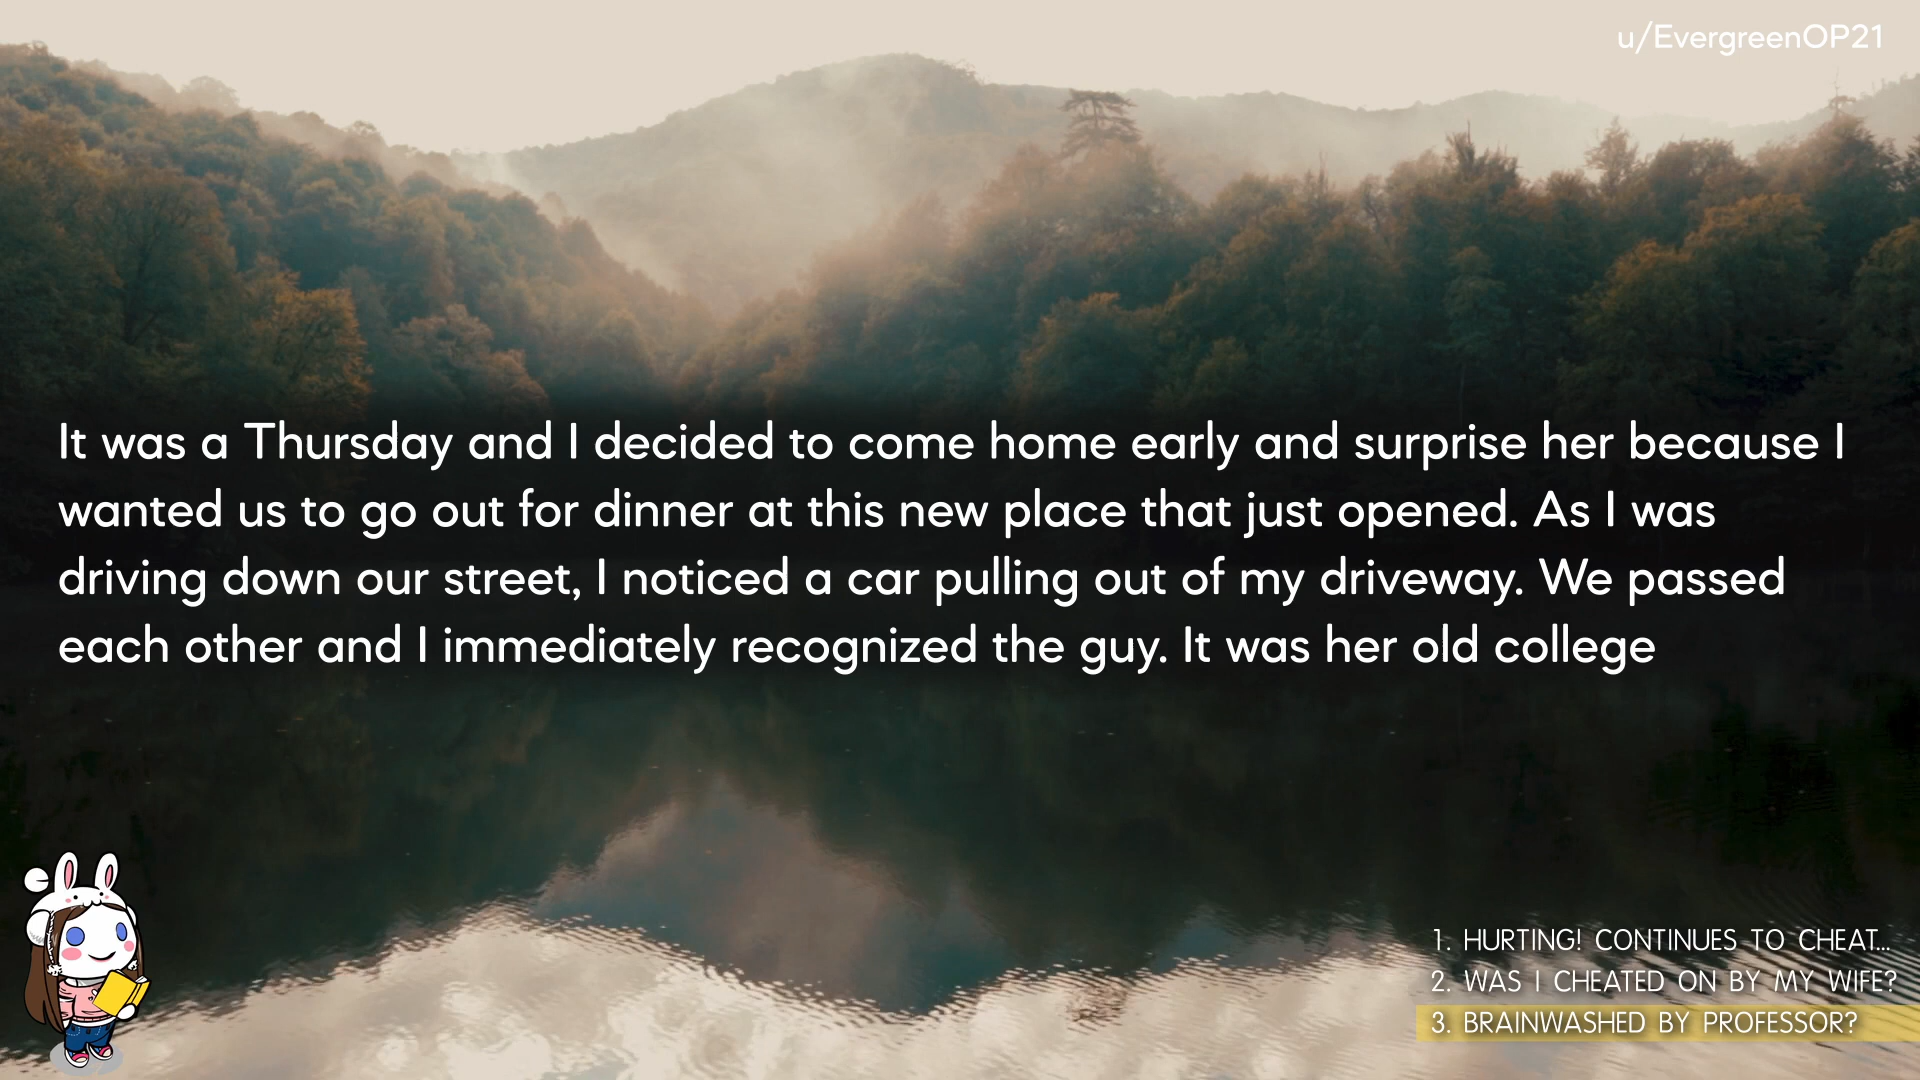 u/EvergreenOP21
It was a Thursday and I decided to come home early and surprise her because I
wanted us to go out for dinner at this new place that just opened. As I was
driving down our street, I noticed a car pulling out of my driveway. We passed
each other and I immediately recognized the guy. It was her old college
1. HURTING! CONTINUES TO CHEAT...
2. WAS I CHEATED ON BY MY WIFE?
3. BRAINWASHED BY PROFESSOR?